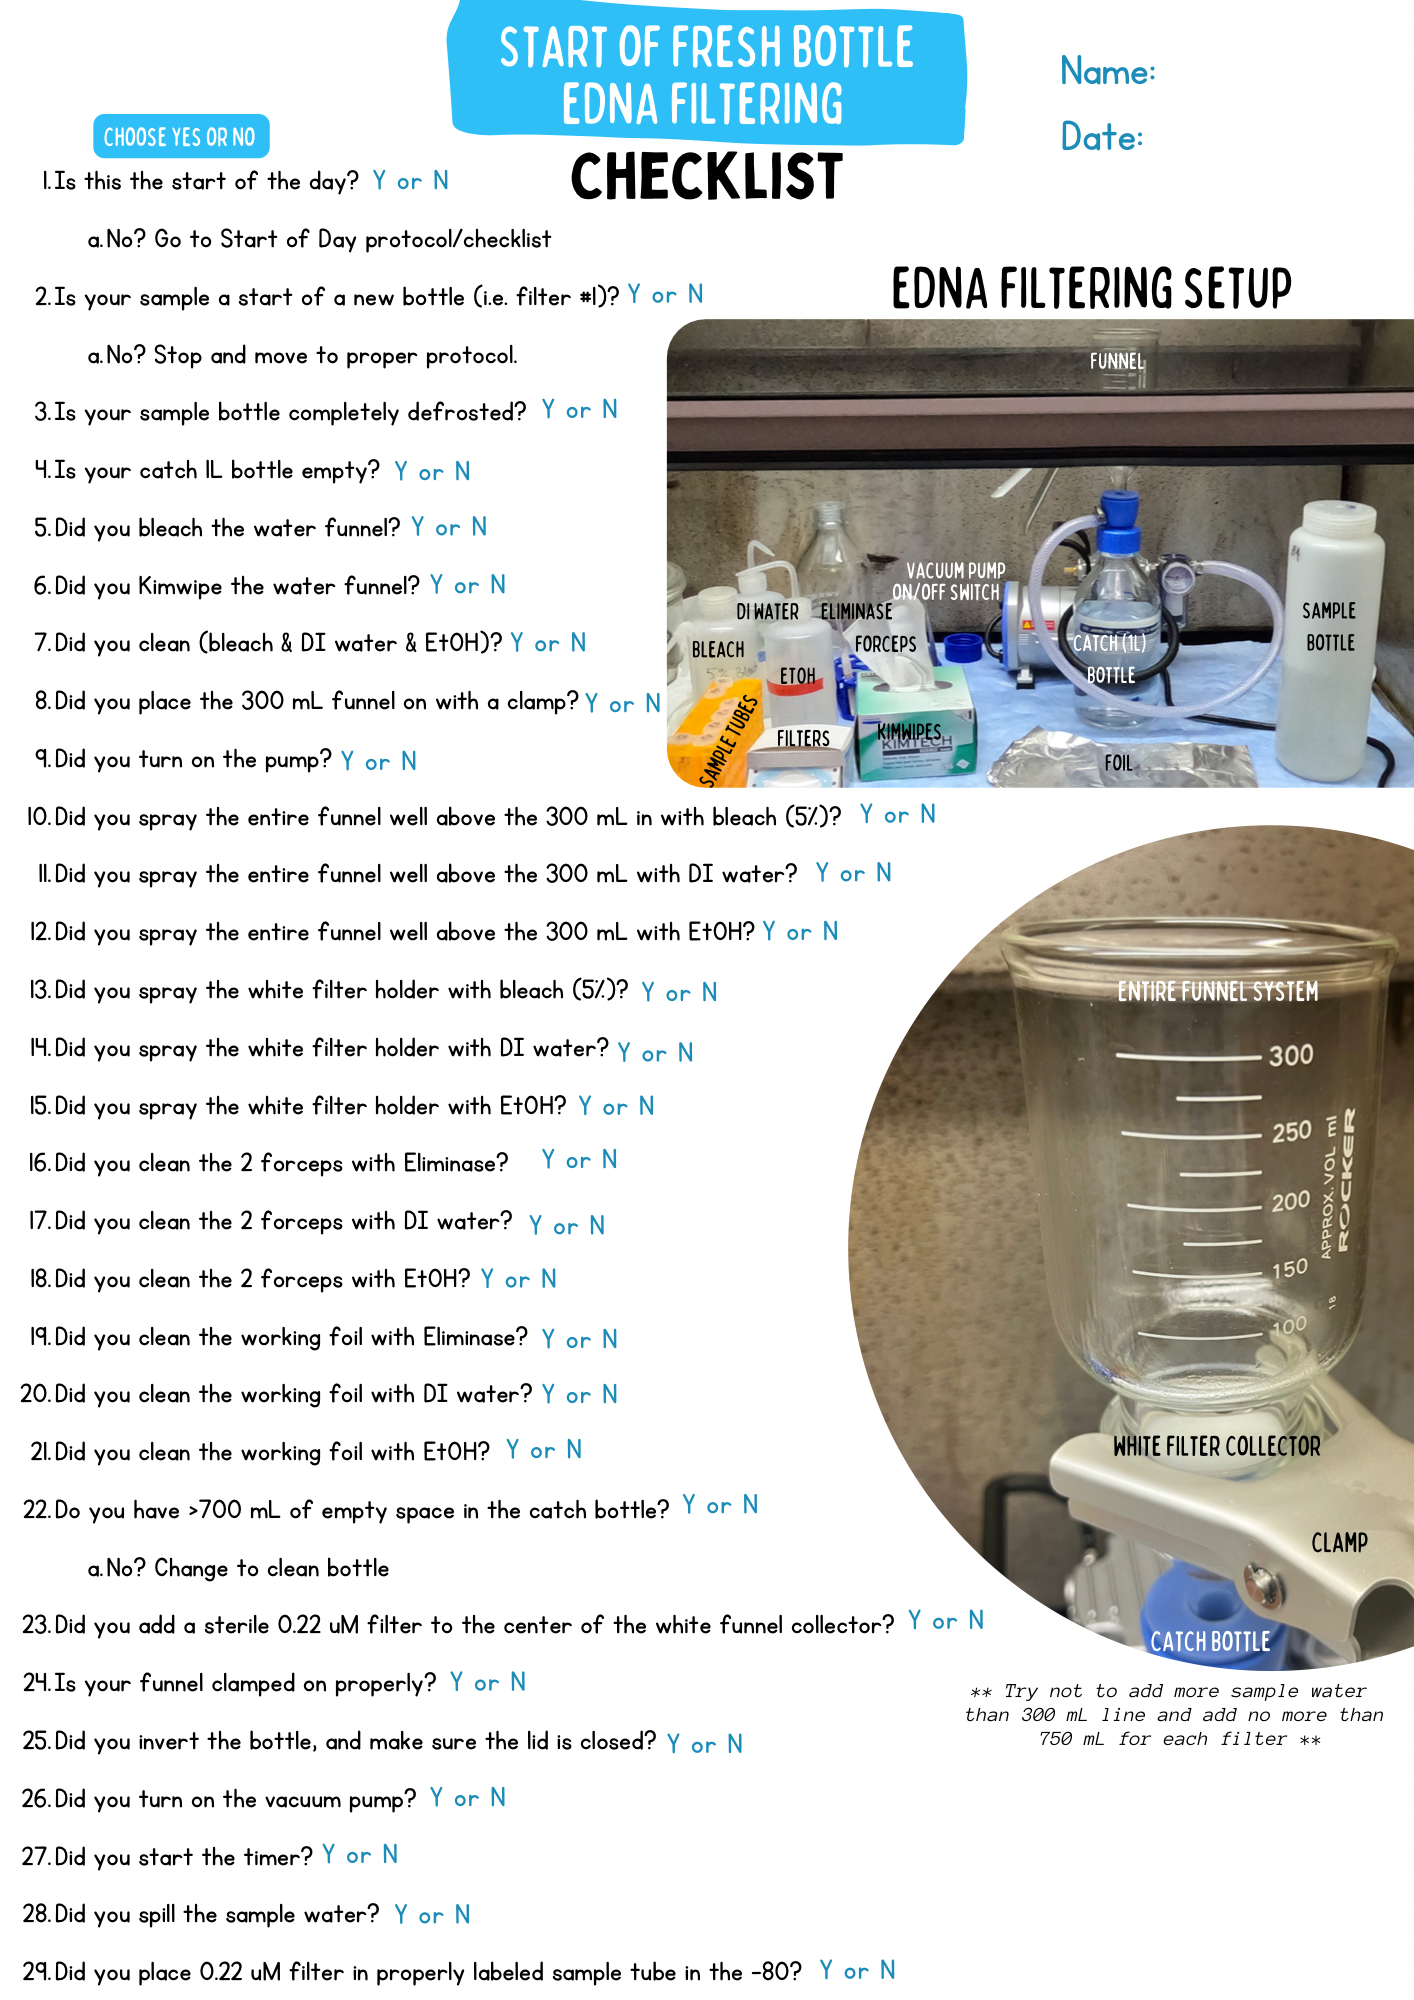 START OF FRESH BOTTLE
EDNA FILTERING
CHECKLIST
Name:
Date:
CHOOSE YES OR NO
1. Is this the start of the day? Y or N
a. No? Go to Start of Day protocol/checklist
2. Is your sample a start of a new bottle (i.e. filter #1)? Y or N
a. No? Stop and move to proper protocol.
3. Is your sample bottle completely defrosted? Y or N
4. Is your catch 1L bottle empty? Y or N
5. Did you bleach the water funnel? Y or N
6. Did you Kimwipe the water funnel? Y or N
7. Did you clean (bleach & DI water & EtOH)? Y or N
8. Did you place the 300 mL funnel on with a clamp? Y or N
9. Did you turn on the pump? Y or N
10. Did you spray the entire funnel well above the 300 mL in with bleach (5%)? Y or N
11. Did you spray the entire funnel well above the 300 mL with DI water? Y or N
12. Did you spray the entire funnel well above the 300 mL with EtOH? Y or N
13. Did you spray the white filter holder with bleach (5%)? Y or N
14. Did you spray the white filter holder with DI water? Y or N
15. Did you spray the white filter holder with EtOH? Y or N
16. Did you clean the 2 forceps with Eliminase? Y or N
17. Did you clean the 2 forceps with DI water? Y or N
18. Did you clean the 2 forceps with EtOH? Y or N
19. Did you clean the working foil with Eliminase? Y or N
20. Did you clean the working foil with DI water? Y or N
21. Did you clean the working foil with EtOH? Y or N
22. Do you have >700 mL of empty space in the catch bottle? Y or N
a. No? Change to clean bottle
23. Did you add a sterile 0.22 uM filter to the center of the white funnel collector? Y or N
24. Is your funnel clamped on properly? Y or N
25. Did you invert the bottle, and make sure the lid is closed? Y or N
26. Did you turn on the vacuum pump? Y or N
27. Did you start the timer? Y or N
28. Did you spill the sample water? Y or N
29. Did you place 0.22 uM filter in properly labeled sample tube in the -80? Y or N
EDNA FILTERING SETUP
FUNNEL
VACUUM PUMP
ON/OFF SWITCH
DI WATER
ELIMINASE
BLEACH
FORCEPS
ETOH
CATCH (1L)
BOTTLE
SAMPLE
BOTTLE
SAMPLE TUBES
FILTERS
KIMWIPES
KIMTECH
FOIL
ENTIRE FUNNEL SYSTEM
300
250
200
150
100
APPROX. VOL ml
ROCKER
18
WHITE FILTER COLLECTOR
CLAMP
CATCH BOTTLE
** Try not to add more sample water
than 300 mL line and add no more than
750 mL for each filter **